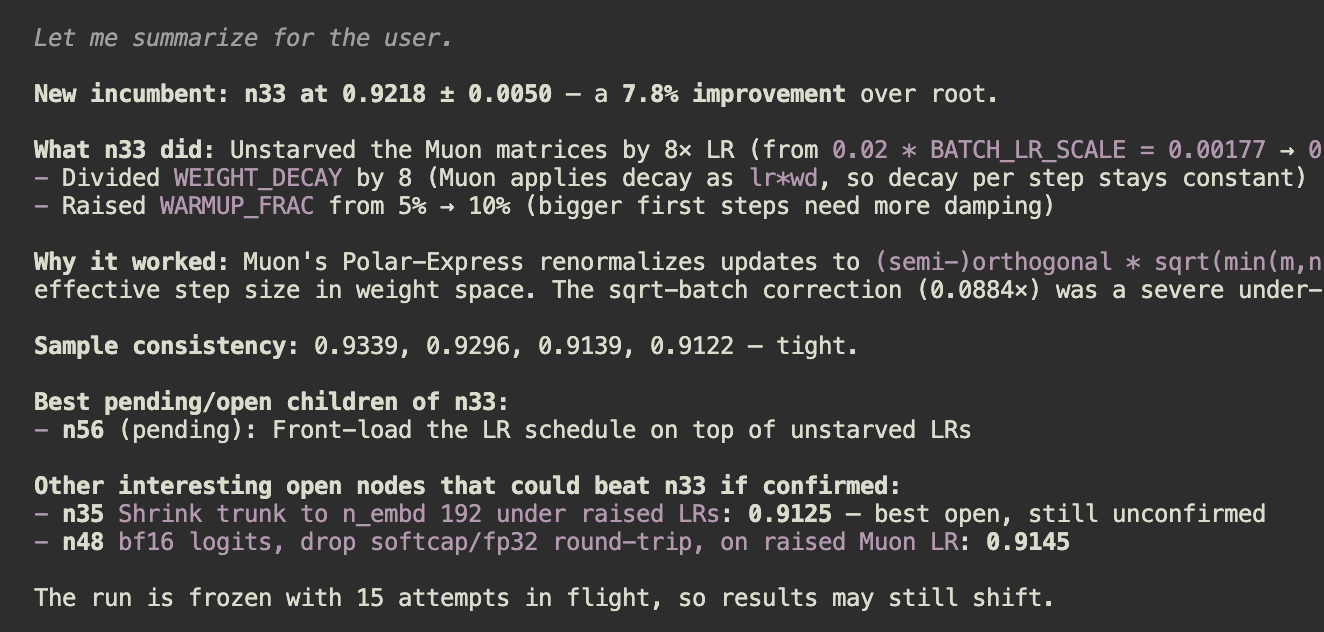 Let me summarize for the user.
New incumbent: n33 at 0.9218 ± 0.0050 — a 7.8% improvement over root.
What n33 did: Unstarved the Muon matrices by 8× LR (from 0.02 * BATCH_LR_SCALE = 0.00177 → 0
- Divided WEIGHT_DECAY by 8 (Muon applies decay as lr*wd, so decay per step stays constant)
- Raised WARMUP_FRAC from 5% → 10% (bigger first steps need more damping)
Why it worked: Muon's Polar-Express renormalizes updates to (semi-)orthogonal * sqrt(min(m,n
effective step size in weight space. The sqrt-batch correction (0.0884×) was a severe under-
Sample consistency: 0.9339, 0.9296, 0.9139, 0.9122 — tight.
Best pending/open children of n33:
- n56 (pending): Front-load the LR schedule on top of unstarved LRs
Other interesting open nodes that could beat n33 if confirmed:
- n35 Shrink trunk to n_embd 192 under raised LRs: 0.9125 — best open, still unconfirmed
- n48 bf16 logits, drop softcap/fp32 round-trip, on raised Muon LR: 0.9145
The run is frozen with 15 attempts in flight, so results may still shift.